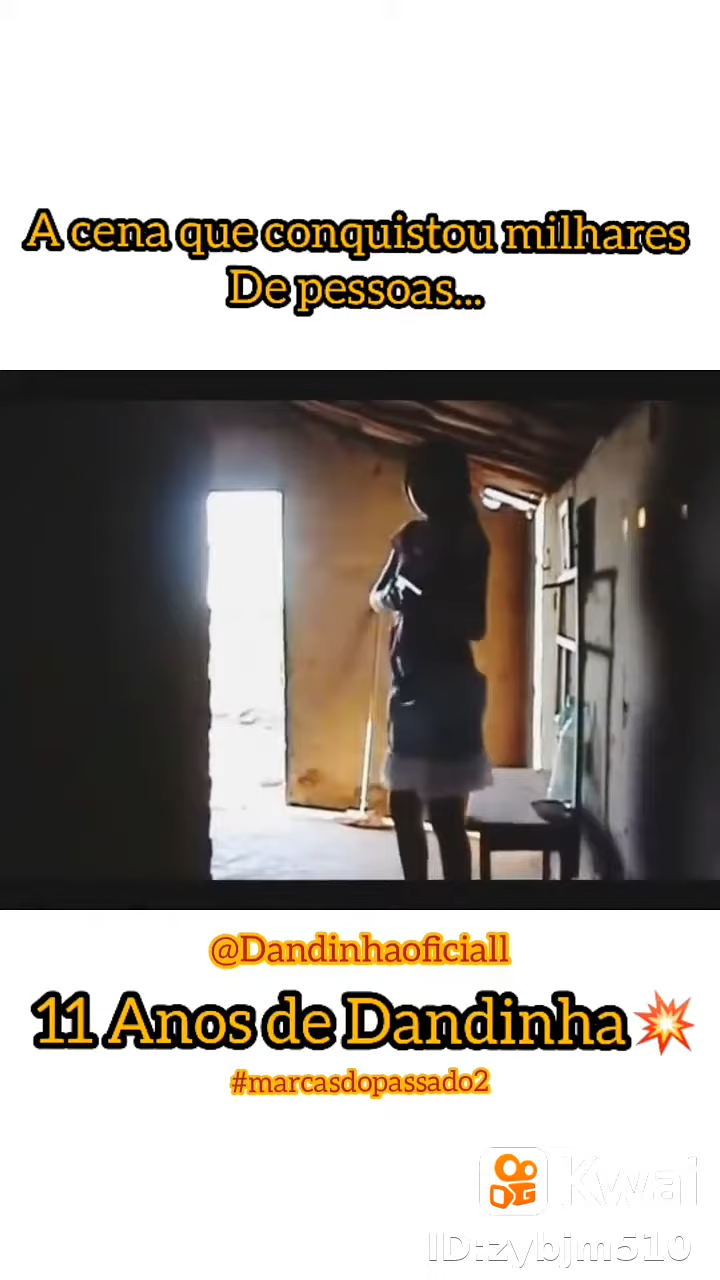 A cena que conquistou milhares
De pessoas...
@Dandinhaoficiall
11 Anos de Dandinha💥
#marcasdopassado2
Kwai
ID:zybjm510